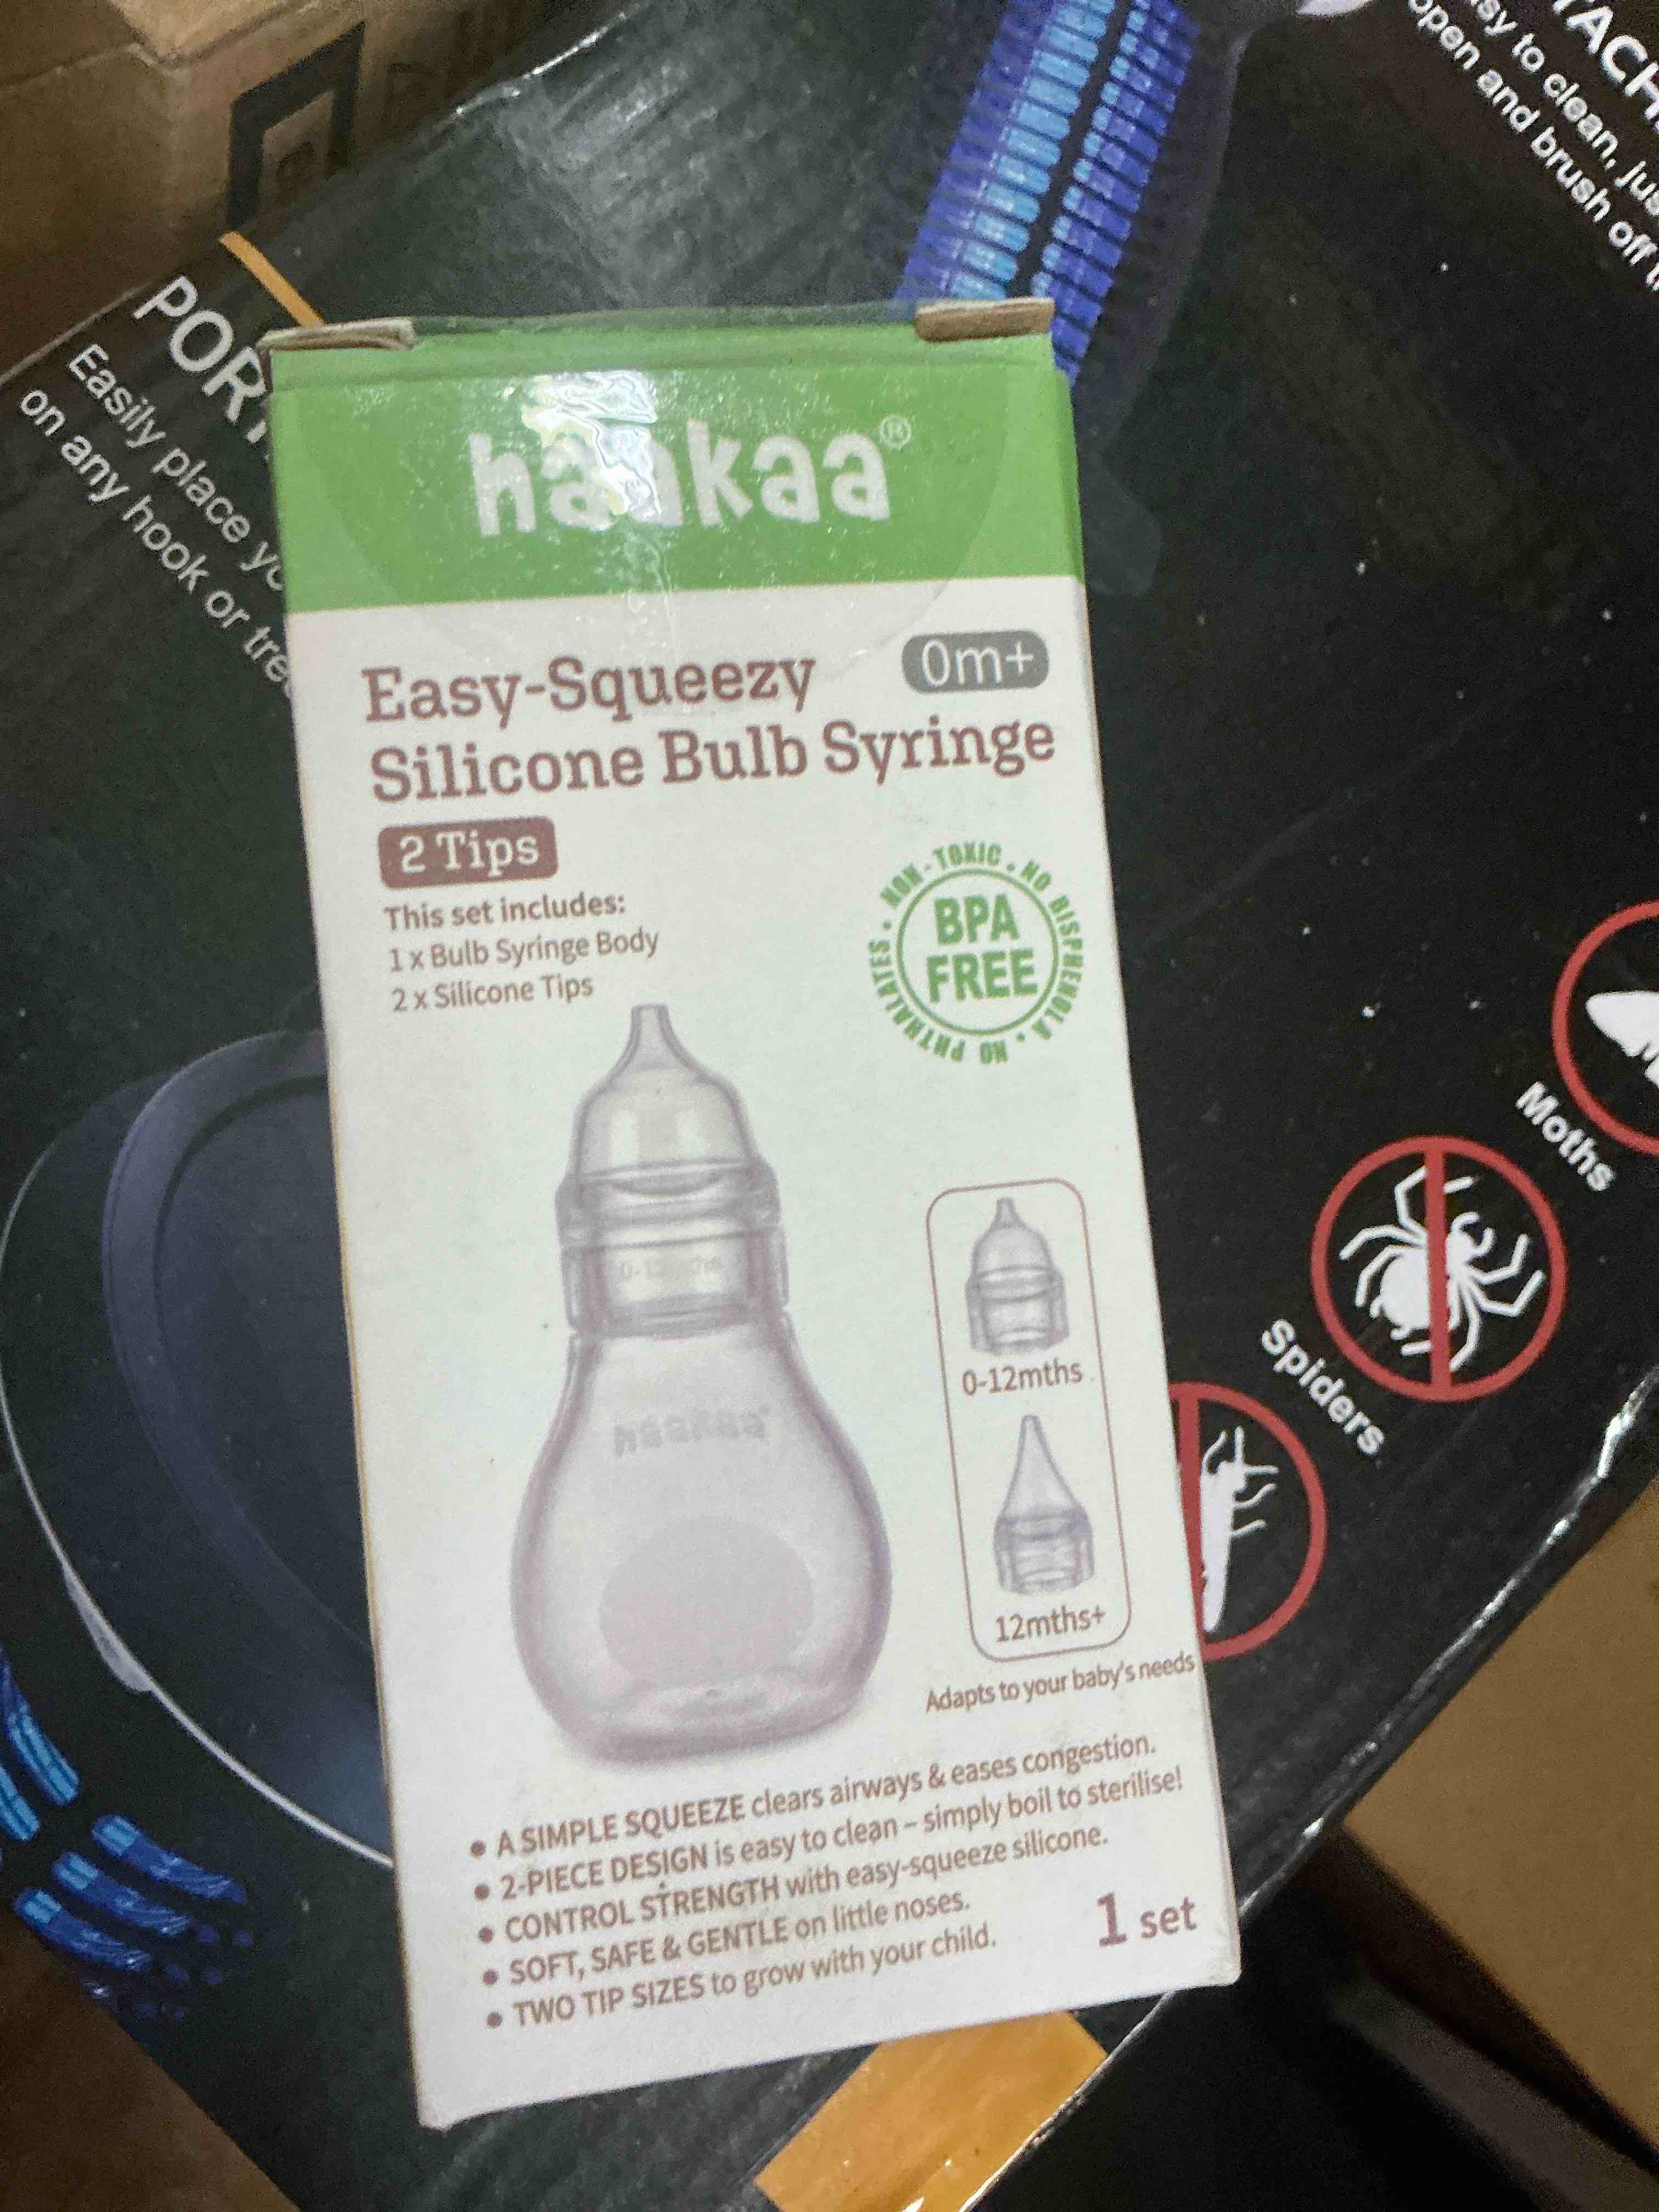 haakaa®
Easy-Squeezy
0m+
Silicone Bulb Syringe
2 Tips
This set includes:
1 x Bulb Syringe Body
2 x Silicone Tips
BPA
FREE
NON-TOXIC • NO BISPHENOL A • NO PHTHALATES •
haakaa
0-12mths
12mths+
Adapts to your baby's needs
• A SIMPLE SQUEEZE clears airways & eases congestion.
• 2-PIECE DESIGN is easy to clean – simply boil to sterilise!
• CONTROL STRENGTH with easy-squeeze silicone.
• SOFT, SAFE & GENTLE on little noses.
• TWO TIP SIZES to grow with your child.
1 set
Easily place
on any hook or
to clean,
open and brush off
Moths
Spiders